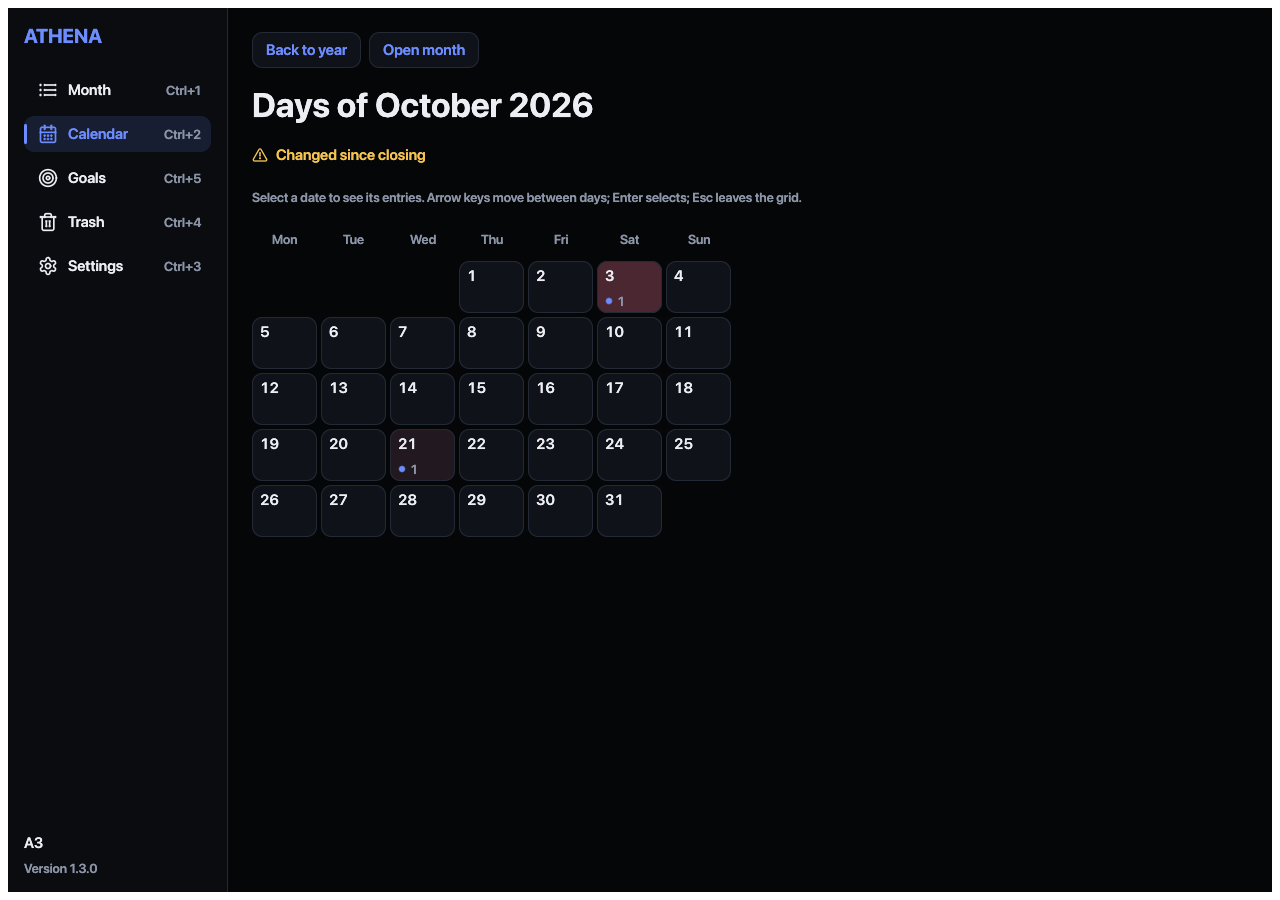 ATHENA
Month Ctrl+1
Calendar Ctrl+2
Goals Ctrl+5
Trash Ctrl+4
Settings Ctrl+3
A3
Version 1.3.0
Back to year Open month
Days of October 2026
Changed since closing
Select a date to see its entries. Arrow keys move between days; Enter selects; Esc leaves the grid.
Mon Tue Wed Thu Fri Sat Sun
1 2 3 4
1
5 6 7 8 9 10 11
12 13 14 15 16 17 18
19 20 21 22 23 24 25
1
26 27 28 29 30 31